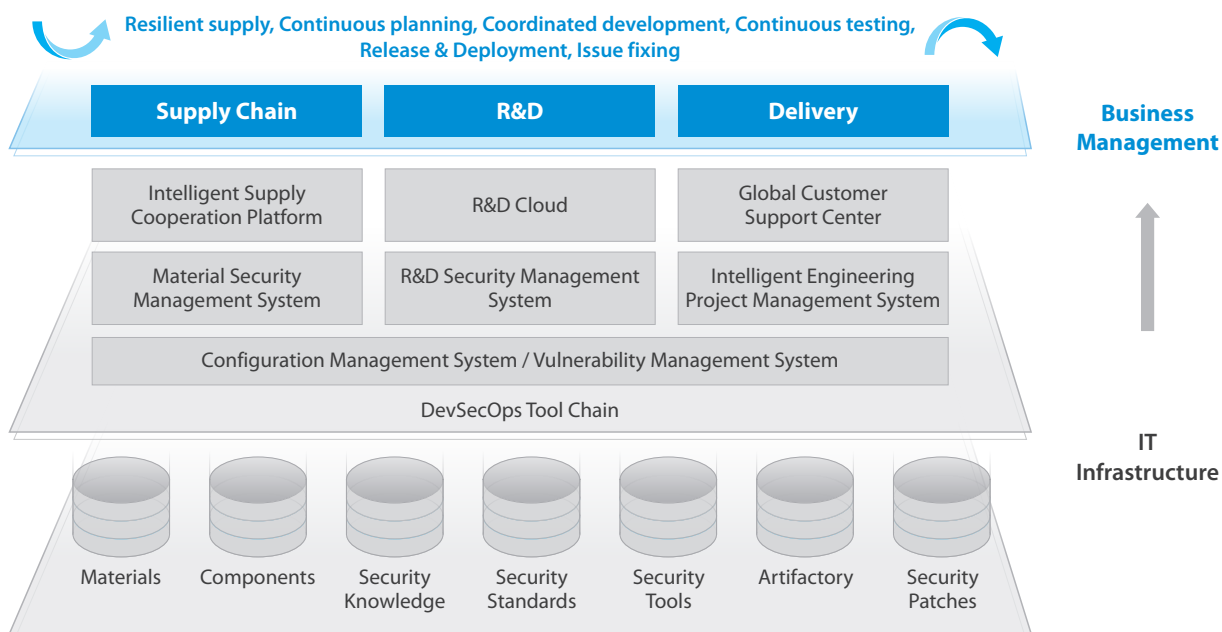 Resilient supply, Continuous planning, Coordinated development, Continuous testing,
Release & Deployment, Issue fixing
Supply Chain
R&D
Delivery
Business
Management
Intelligent Supply
Cooperation Platform
R&D Cloud
Global Customer
Support Center
Material Security
Management System
R&D Security Management
System
Intelligent Engineering
Project Management System
Configuration Management System / Vulnerability Management System
DevSecOps Tool Chain
IT
Infrastructure
Materials
Components
Security
Knowledge
Security
Standards
Security
Tools
Artifactory
Security
Patches